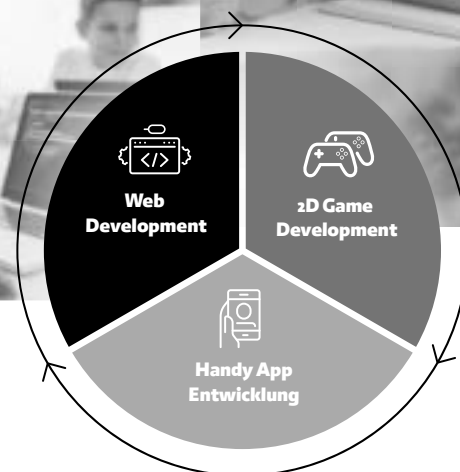 </>
Web
Development
2D Game
Development
Handy App
Entwicklung